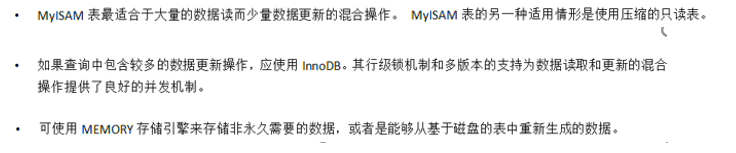 • MyISAM 表最适合于大量的数据读而少量数据更新的混合操作。 MyISAM 表的另一种适用情形是使用压缩的只读表。
• 如果查询中包含较多的数据更新操作，应使用 InnoDB。其行级锁机制和多版本的支持为数据读取和更新的混合
操作提供了良好的并发机制。
• 可使用 MEMORY 存储引擎来存储非永久需要的数据，或者是能够从基于磁盘的表中重新生成的数据。